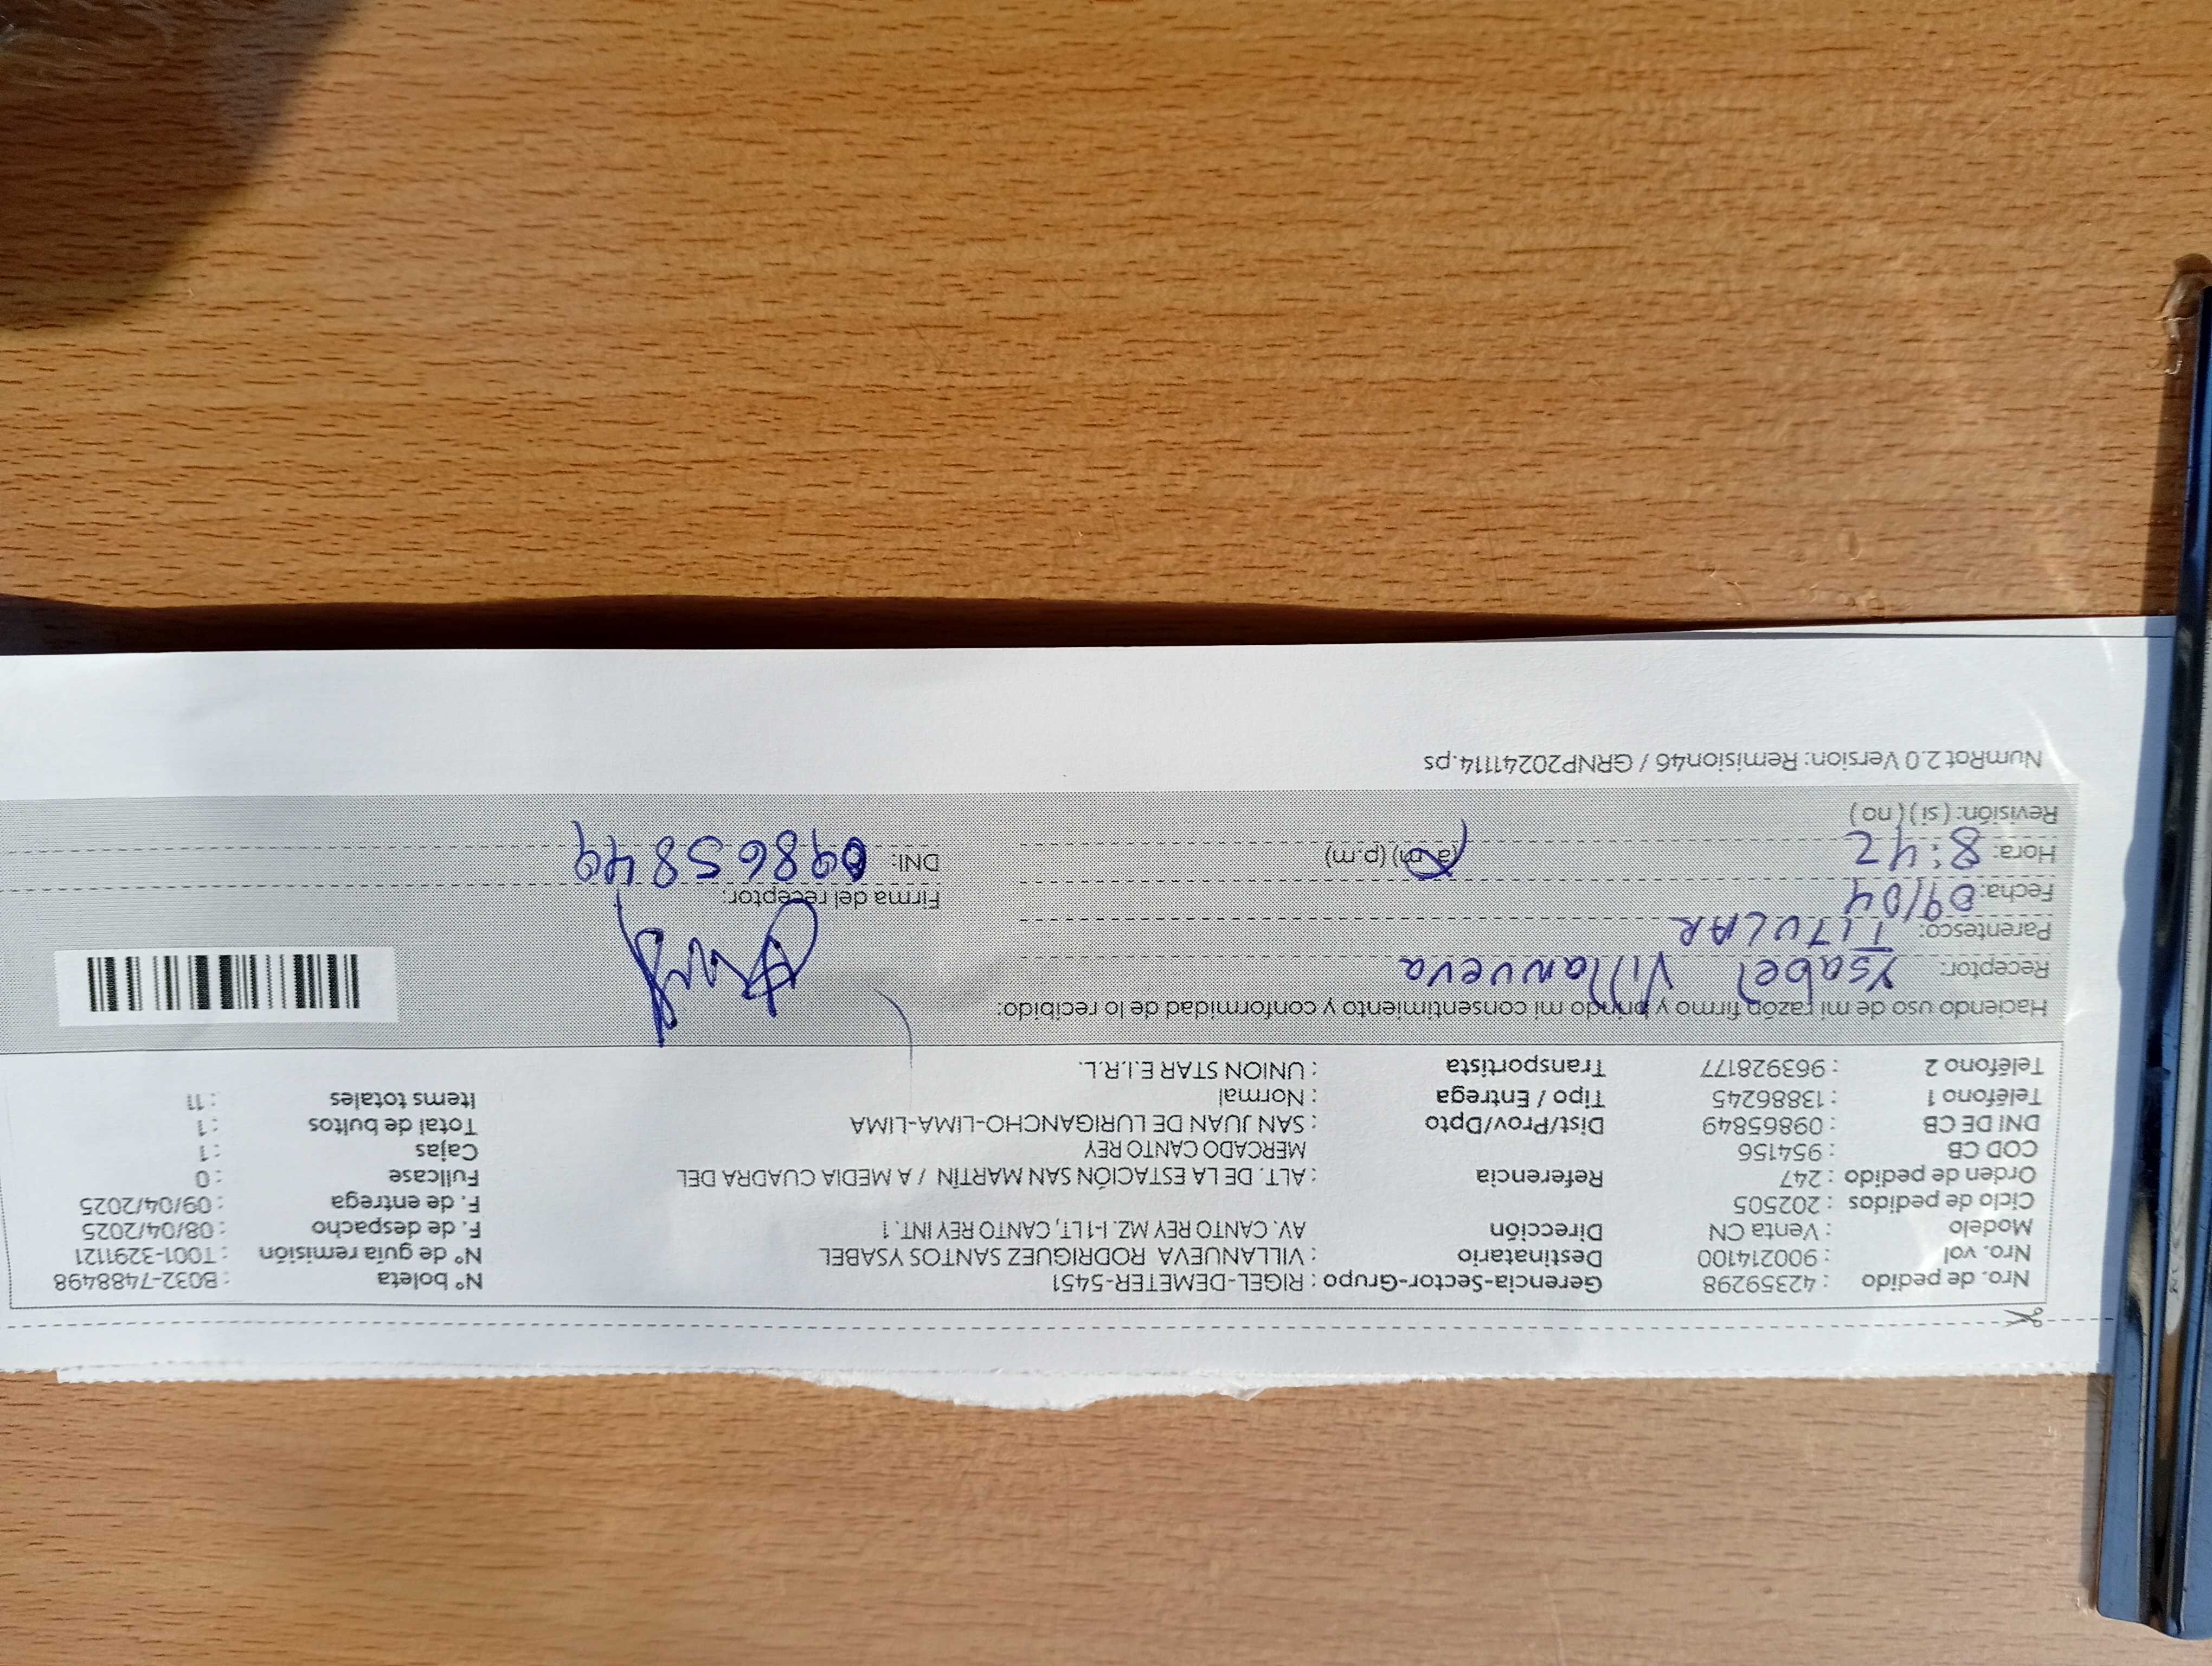 Nro. de pedido : 42359298 Gerencia-Sector-Grupo : RIGEL-DEMETER-5451 N° boleta : B032-7488498
Nro. vol : 900214100 Destinatario : VILLANUEVA RODRIGUEZ SANTOS YSABEL N° de guía remisión : T001-3291121
Modelo : Venta CN Dirección AV. CANTO REY MZ. I-1 LT, CANTO REY INT. 1 F. de despacho : 08/04/2025
Ciclo de pedidos : 202505 F. de entrega : 09/04/2025
Orden de pedido : 247 Referencia : ALT. DE LA ESTACIÓN SAN MARTÍN / A MEDIA CUADRA DEL Fullcase : 0
COD CB : 954156 MERCADO CANTO REY Cajas : 1
DNI DE CB : 09865849 Dist/Prov/Dpto : SAN JUAN DE LURIGANCHO-LIMA-LIMA Total de bultos : 1
Teléfono 1 : 13886245 Tipo / Entrega : Normal Items totales : 11
Teléfono 2 : 963928177 Transportista : UNION STAR E.I.R.L.
Haciendo uso de mi razón firmo y brindo mi consentimiento y conformidad de lo recibido:
Receptor: Ysabel Villanueva
Parentesco: TITULAR
Fecha: 09/04 Firma del receptor:
Hora: 8:42 (a.m) (p.m) DNI: 09865849
Revisión: ( si ) ( no )
NumRot 2.0 Version: Remision46 / GRNP20241114.ps